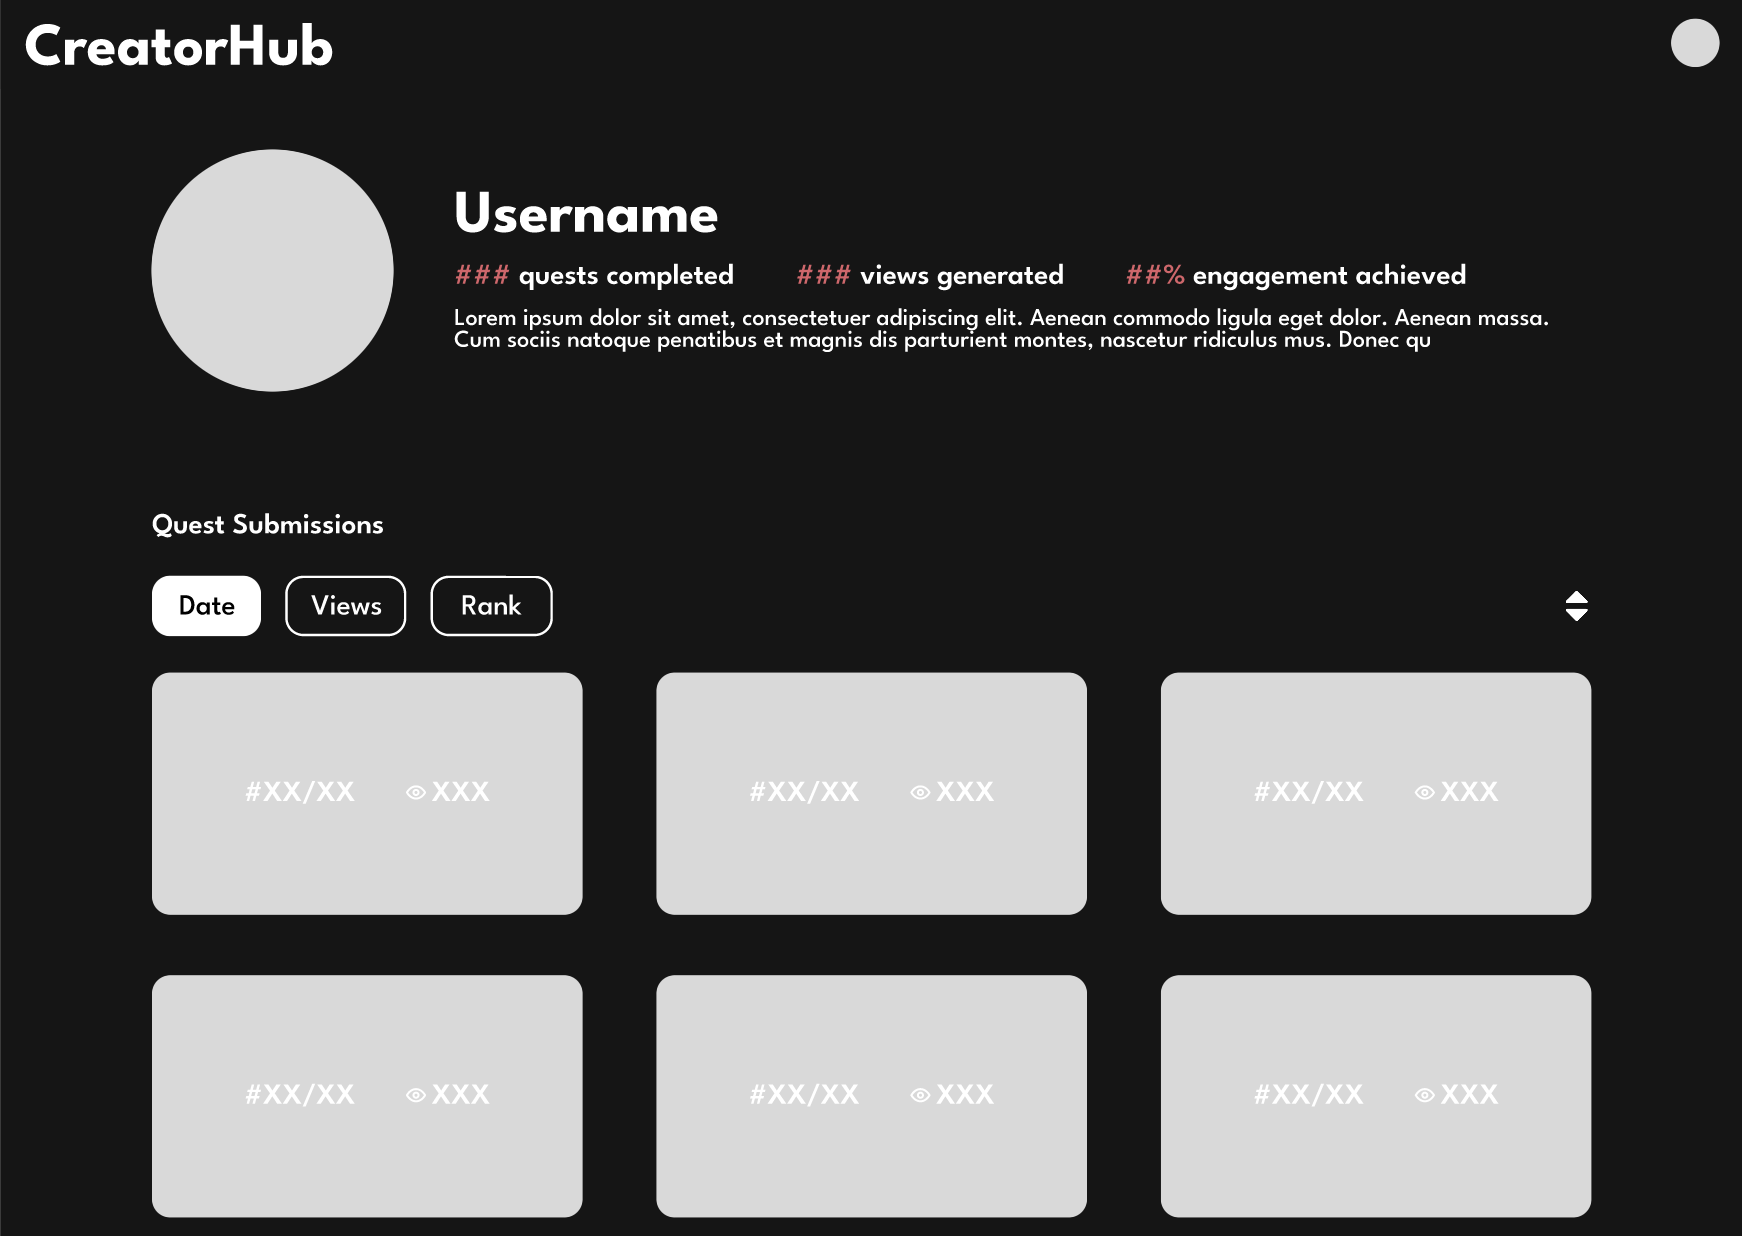 CreatorHub
Username
### quests completed ### views generated ##% engagement achieved
Lorem ipsum dolor sit amet, consectetuer adipiscing elit. Aenean commodo ligula eget dolor. Aenean massa.
Cum sociis natoque penatibus et magnis dis parturient montes, nascetur ridiculus mus. Donec qu
Quest Submissions
Date Views Rank
#XX/XX XXX #XX/XX XXX #XX/XX XXX
#XX/XX XXX #XX/XX XXX #XX/XX XXX